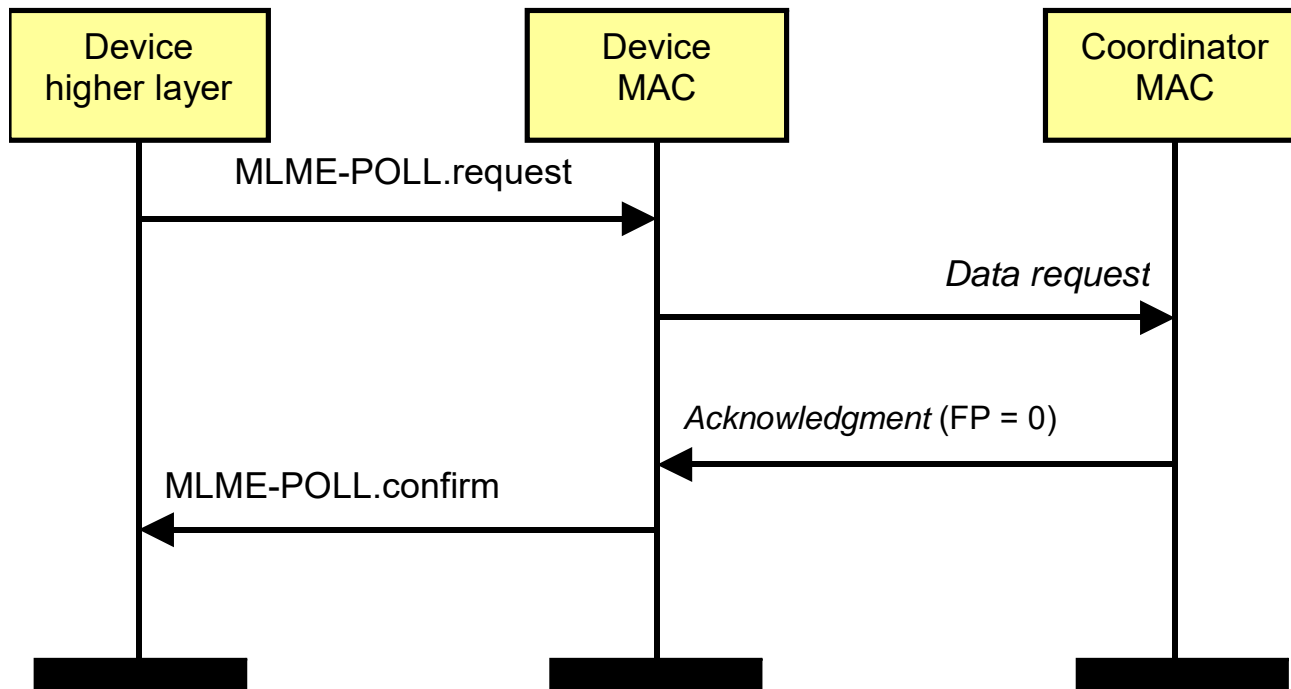 Device
higher layer
Device
MAC
Coordinator
MAC
MLME-POLL.request
Data request
Acknowledgment (FP = 0)
MLME-POLL.confirm